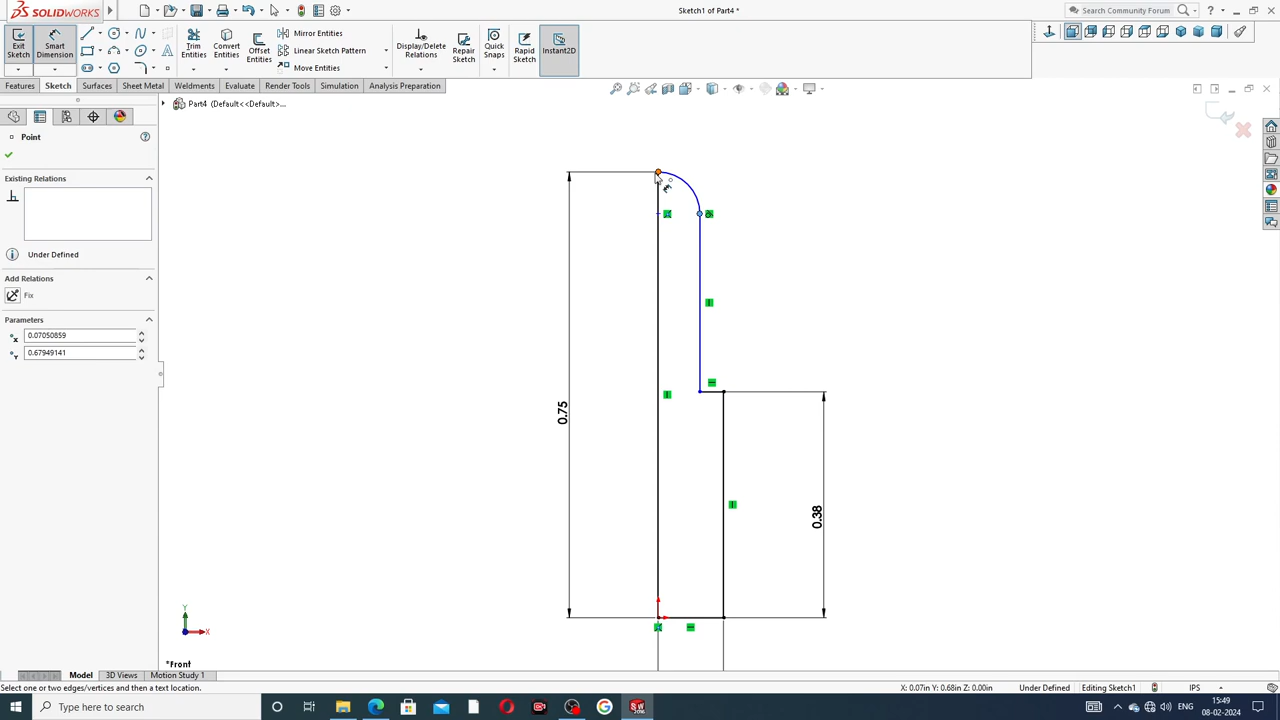 SOLIDWORKS
Sketch1 of Part4 *
Search Community Forum
Exit Sketch
Smart Dimension
Trim Entities
Convert Entities
Offset Entities
Mirror Entities
Linear Sketch Pattern
Move Entities
Display/Delete Relations
Repair Sketch
Quick Snaps
Rapid Sketch
Instant2D
Features
Sketch
Surfaces
Sheet Metal
Weldments
Evaluate
Render Tools
Simulation
Analysis Preparation
Part4 (Default<<Default>...
Point
Existing Relations
Under Defined
Add Relations
Fix
Parameters
0.07050859
0.67949141
0.75
0.38
Y
X
*Front
Model
3D Views
Motion Study 1
Select one or two edges/vertices and then a text location.
X: 0.07in Y: 0.68in Z: 0.00in
Under Defined
Editing Sketch1
IPS
Type here to search
ENG
15:49
08-02-2024